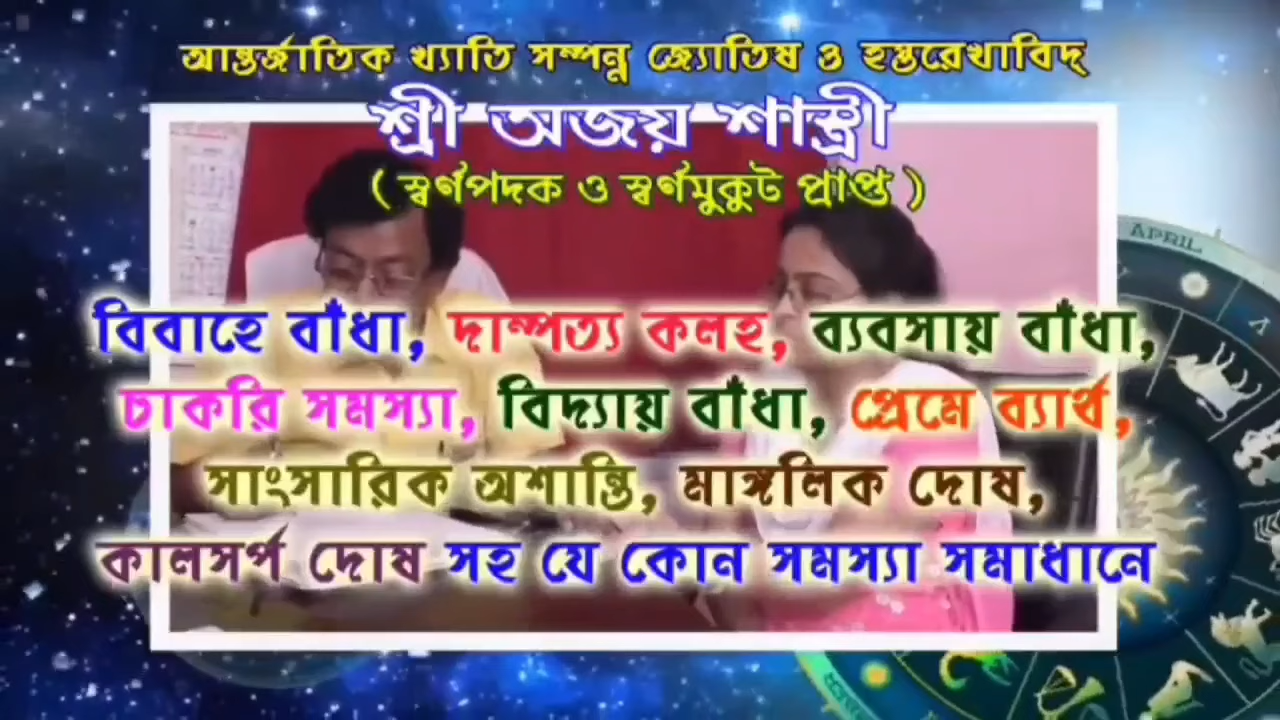 আন্তর্জাতিক খ্যাতি সম্পন্ন জ্যোতিষ ও হস্তরেখাবিদ্
শ্রী অজয় শাস্ত্রী
( স্বর্ণপদক ও স্বর্ণমুকুট প্রাপ্ত )
APRIL
বিবাহে বাঁধা, দাম্পত্য কলহ, ব্যবসায় বাঁধা,
চাকরি সমস্যা, বিদ্যায় বাঁধা, প্রেমে ব্যার্থ,
সাংসারিক অশান্তি, মাঙ্গলিক দোষ,
কালসর্প দোষ সহ যে কোন সমস্যা সমাধানে